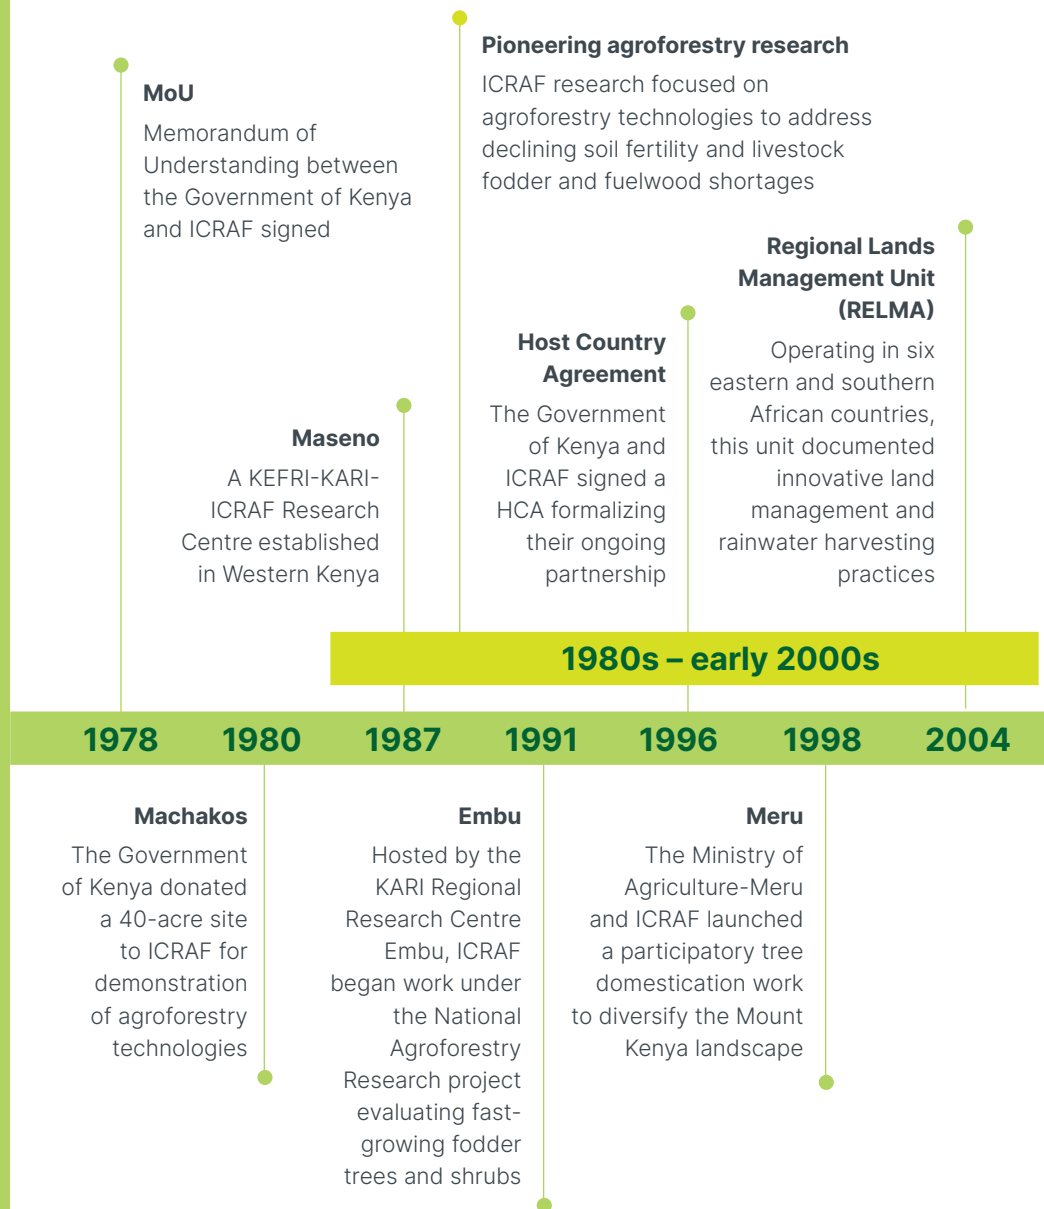 MoU
Memorandum of
Understanding between
the Government of Kenya
and ICRAF signed
Pioneering agroforestry research
ICRAF research focused on
agroforestry technologies to address
declining soil fertility and livestock
fodder and fuelwood shortages
Maseno
A KEFRI-KARI-
ICRAF Research
Centre established
in Western Kenya
Host Country
Agreement
The Government
of Kenya and
ICRAF signed a
HCA formalizing
their ongoing
partnership
Regional Lands
Management Unit
(RELMA)
Operating in six
eastern and southern
African countries,
this unit documented
innovative land
management and
rainwater harvesting
practices
1980s – early 2000s
1978 1980 1987 1991 1996 1998 2004
Machakos
The Government
of Kenya donated
a 40-acre site
to ICRAF for
demonstration
of agroforestry
technologies
Embu
Hosted by the
KARI Regional
Research Centre
Embu, ICRAF
began work under
the National
Agroforestry
Research project
evaluating fast-
growing fodder
trees and shrubs
Meru
The Ministry of
Agriculture-Meru
and ICRAF launched
a participatory tree
domestication work
to diversify the Mount
Kenya landscape